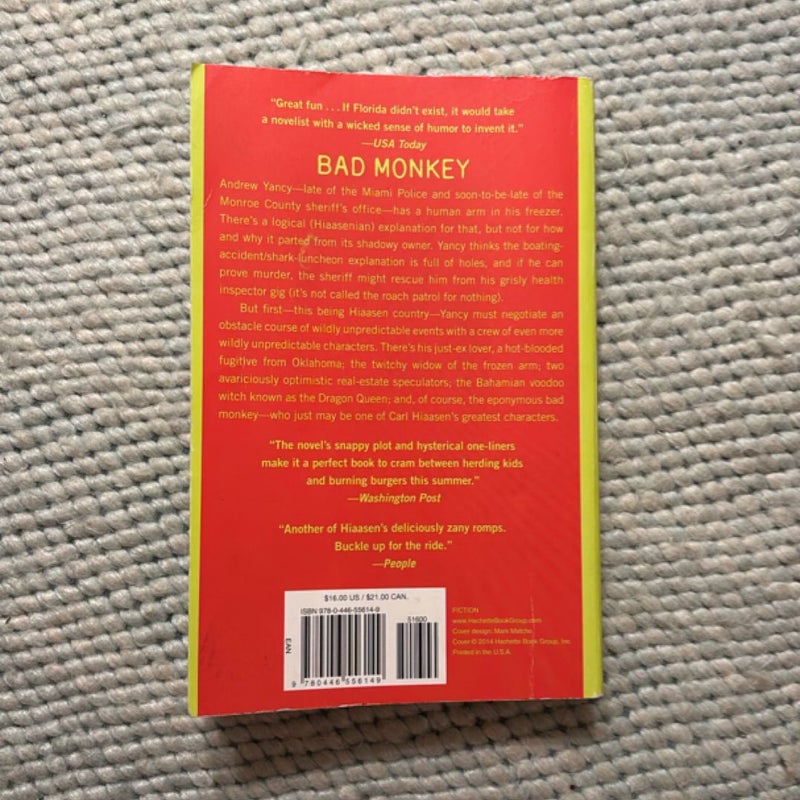 "Great fun . . . If Florida didn't exist, it would take
a novelist with a wicked sense of humor to invent it."
—USA Today
BAD MONKEY
Andrew Yancy—late of the Miami Police and soon-to-be-late of the
Monroe County sheriff's office—has a human arm in his freezer.
There's a logical (Hiaasenian) explanation for that, but not for how
and why it parted from its shadowy owner. Yancy thinks the boating-
accident/shark-luncheon explanation is full of holes, and if he can
prove murder, the sheriff might rescue him from his grisly health
inspector gig (it's not called the roach patrol for nothing).
But first—this being Hiaasen country—Yancy must negotiate an
obstacle course of wildly unpredictable events with a crew of even more
wildly unpredictable characters. There's his just-ex lover, a hot-blooded
fugitive from Oklahoma; the twitchy widow of the frozen arm; two
avariciously optimistic real-estate speculators; the Bahamian voodoo
witch known as the Dragon Queen; and, of course, the eponymous bad
monkey—who just may be one of Carl Hiaasen's greatest characters.
"The novel's snappy plot and hysterical one-liners
make it a perfect book to cram between herding kids
and burning burgers this summer."
—Washington Post
"Another of Hiaasen's deliciously zany romps.
Buckle up for the ride."
—People
$16.00 US / $21.00 CAN.
ISBN 978-0-446-55614-9
51600
EAN
9 780446 556149
FICTION
www.HachetteBookGroup.com
Cover design: Mark Matcho
Cover © 2014 Hachette Book Group, Inc.
Printed in the U.S.A.